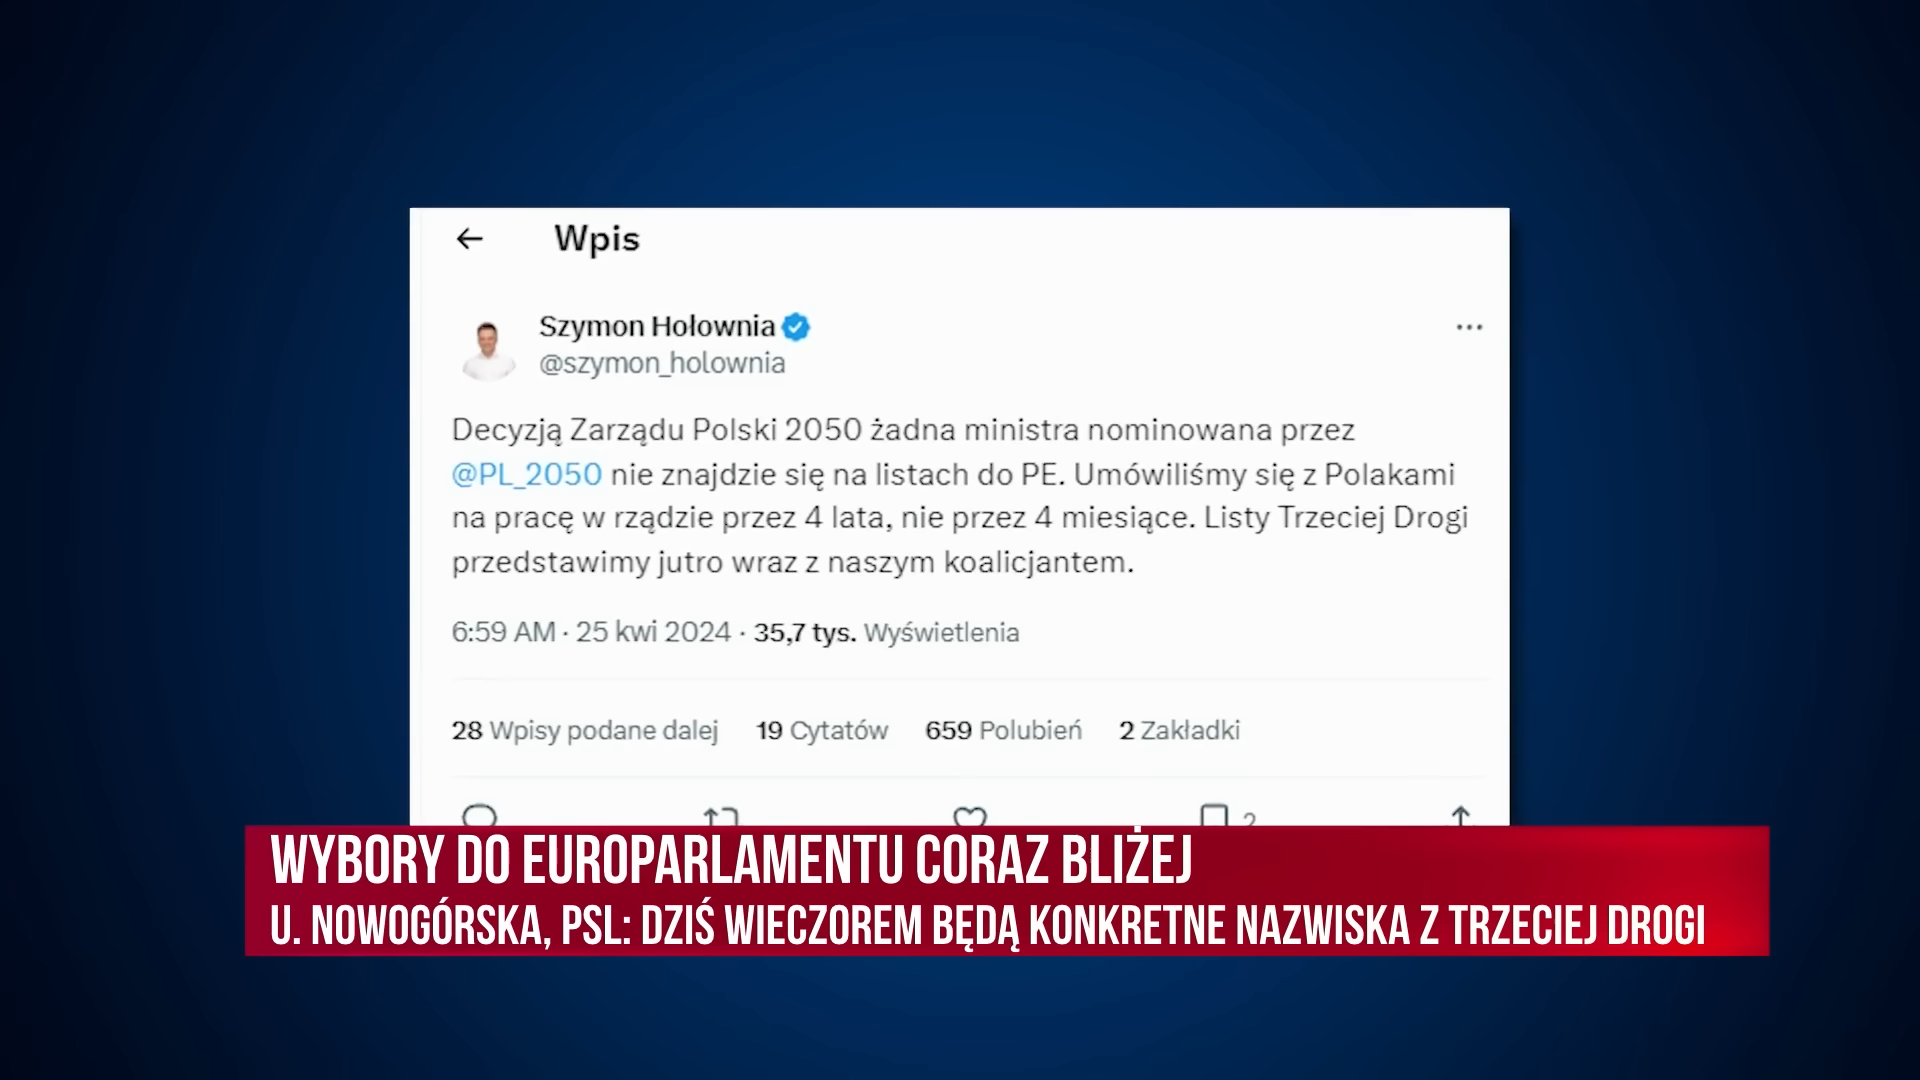 Wpis
Szymon Hołownia
@szymon_holownia
Decyzją Zarządu Polski 2050 żadna ministra nominowana przez
@PL_2050 nie znajdzie się na listach do PE. Umówiliśmy się z Polakami
na pracę w rządzie przez 4 lata, nie przez 4 miesiące. Listy Trzeciej Drogi
przedstawimy jutro wraz z naszym koalicjantem.
6:59 AM · 25 kwi 2024 · 35,7 tys. Wyświetlenia
28 Wpisy podane dalej 19 Cytatów 659 Polubień 2 Zakładki
2
WYBORY DO EUROPARLAMENTU CORAZ BLIŻEJ
U. NOWOGÓRSKA, PSL: DZIŚ WIECZOREM BĘDĄ KONKRETNE NAZWISKA Z TRZECIEJ DROGI